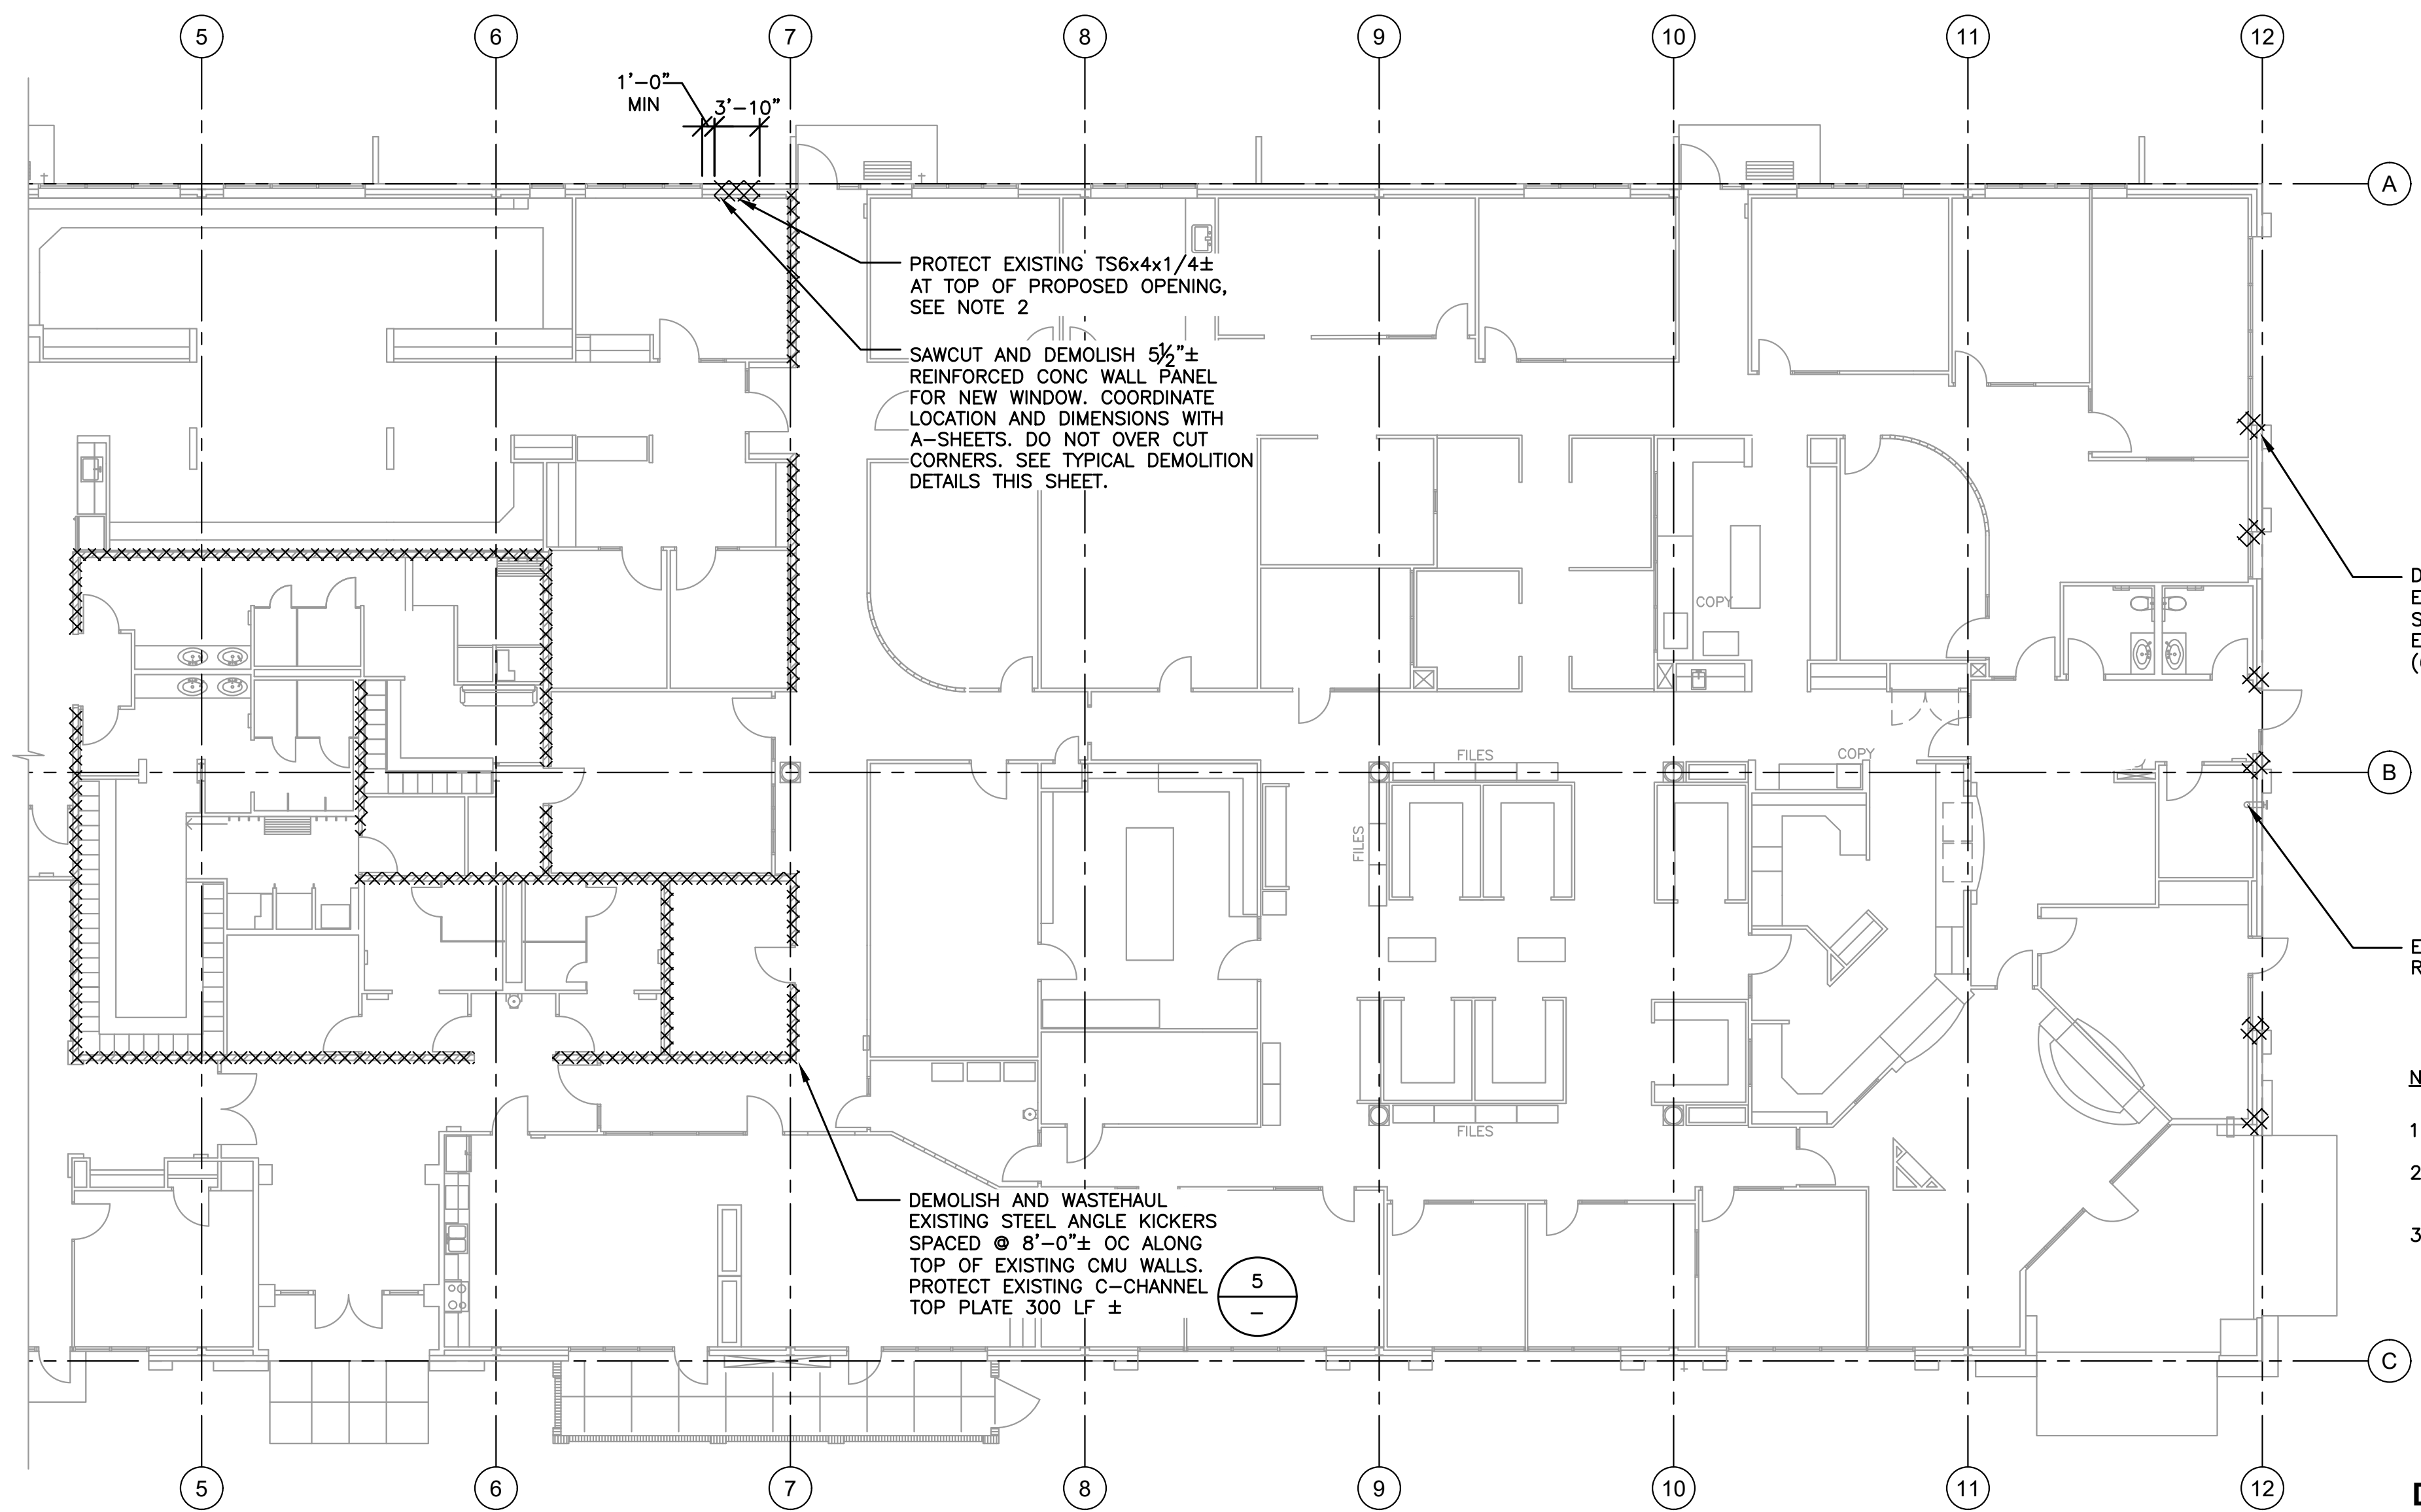 5
6
7
8
9
10
11
12
1'-0"
MIN
3'-10"
A
PROTECT EXISTING TS6x4x1/4±
AT TOP OF PROPOSED OPENING,
SEE NOTE 2
SAWCUT AND DEMOLISH 5½"±
REINFORCED CONC WALL PANEL
FOR NEW WINDOW. COORDINATE
LOCATION AND DIMENSIONS WITH
A-SHEETS. DO NOT OVER CUT
CORNERS. SEE TYPICAL DEMOLITION
DETAILS THIS SHEET.
COPY
D
E
S
E
(
FILES
COPY
B
FILES
E
R
N
1
2
3
FILES
DEMOLISH AND WASTEHAUL
EXISTING STEEL ANGLE KICKERS
SPACED @ 8'-0"± OC ALONG
TOP OF EXISTING CMU WALLS.
PROTECT EXISTING C-CHANNEL
TOP PLATE 300 LF ±
5
–
C
5
6
7
8
9
10
11
12
D